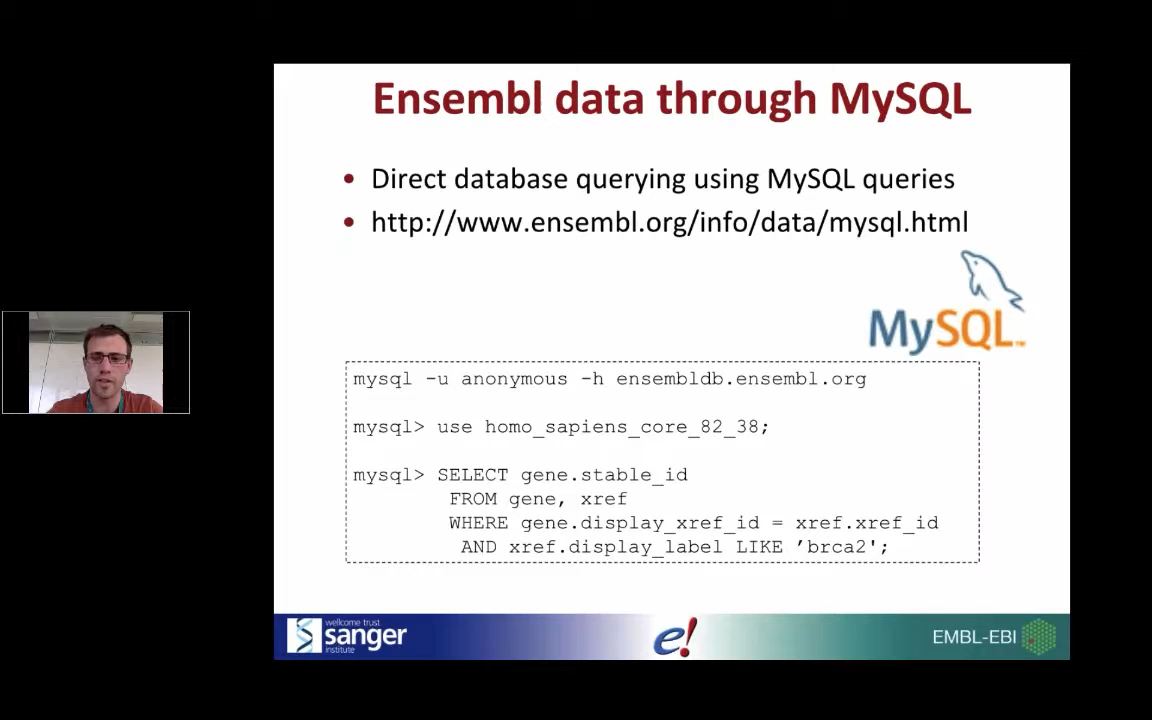 Ensembl data through MySQL
• Direct database querying using MySQL queries
• http://www.ensembl.org/info/data/mysql.html
MySQL™
mysql -u anonymous -h ensembldb.ensembl.org
mysql> use homo_sapiens_core_82_38;
mysql> SELECT gene.stable_id
FROM gene, xref
WHERE gene.display_xref_id = xref.xref_id
AND xref.display_label LIKE ’brca2';
wellcome trust
sanger
institute
e!
EMBL-EBI